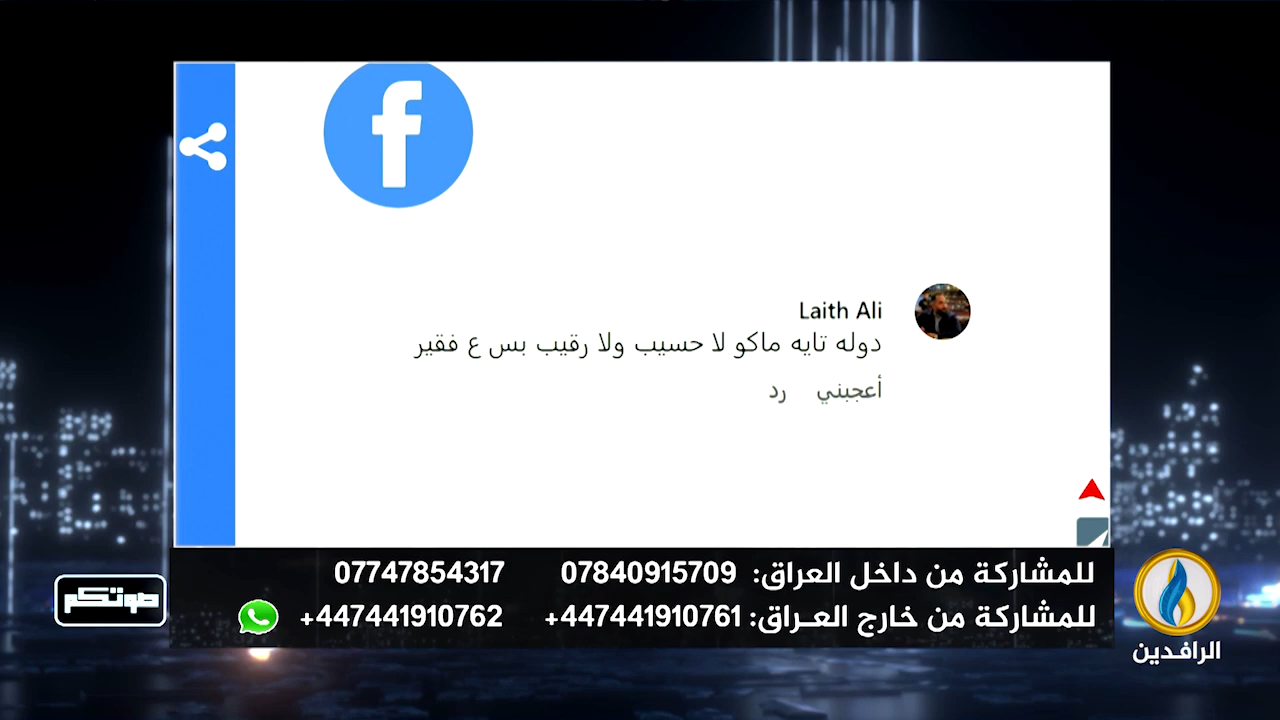 f
Laith Ali
دوله تايه ماكو لا حسيب ولا رقيب بس ع فقير
أعجبني رد
للمشاركة من داخل العراق: 07840915709 07747854317
للمشاركة من خارج العـراق: 447441910761+ 447441910762+
صوتكم
الرافدين